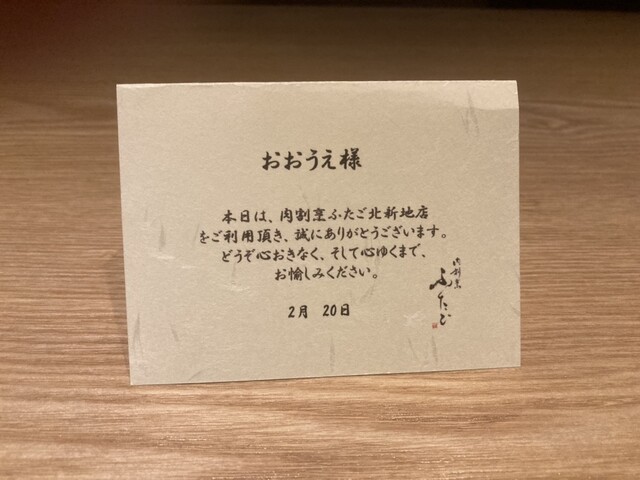 おおうえ様
本日は、肉割烹ふたご北新地店
をご利用頂き、誠にありがとうございます。
どうぞ心おきなく、そして心ゆくまで、
お愉しみください。
2月 20日
肉割烹
ふたご